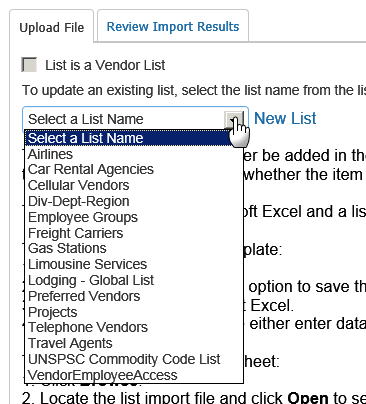 Upload File
Review Import Results
List is a Vendor List
To update an existing list, select the list name from the lis
Select a List Name
New List
Select a List Name
Airlines
er be added in the
Car Rental Agencies
whether the item
Cellular Vendors
Div-Dept-Region
oft Excel and a lis
Employee Groups
Freight Carriers
Gas Stations
plate:
Limousine Services
Lodging - Global List
option to save th
Preferred Vendors
t Excel.
Projects
either enter data
Telephone Vendors
Travel Agents
UNSPSC Commodity Code List
heet:
VendorEmployeeAccess
2. Locate the list import file and click Open to se